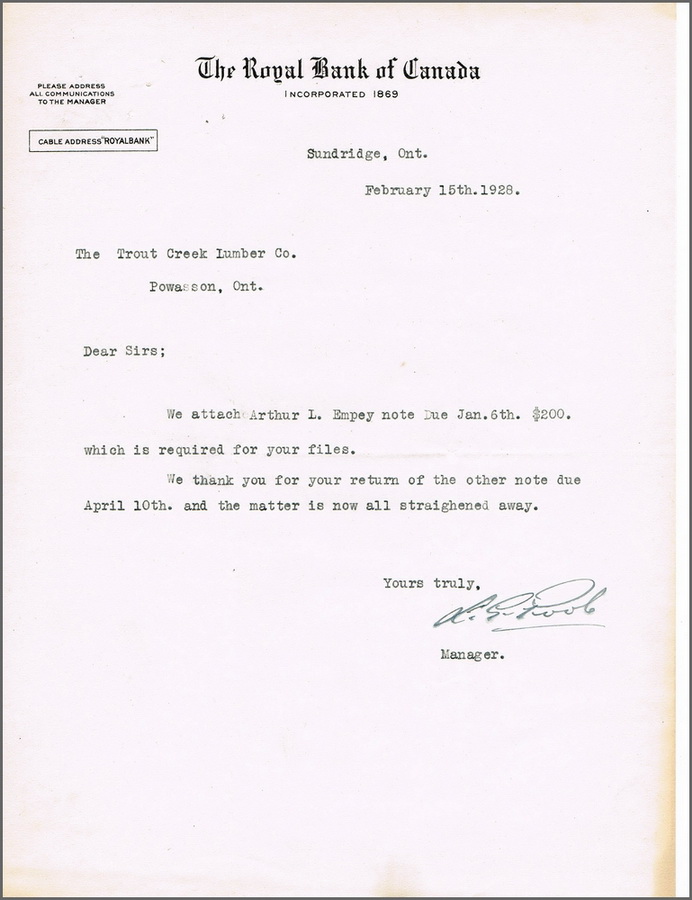 The Royal Bank of Canada
INCORPORATED 1869
PLEASE ADDRESS
ALL COMMUNICATIONS
TO THE MANAGER
CABLE ADDRESS "ROYALBANK"
Sundridge, Ont.
February 15th.1928.
The Trout Creek Lumber Co.
Powasson, Ont.
Dear Sirs;
We attach Arthur L. Empey note Due Jan.6th. $200.
which is required for your files.
We thank you for your return of the other note due
April 10th. and the matter is now all straighened away.
Yours truly,
Manager.